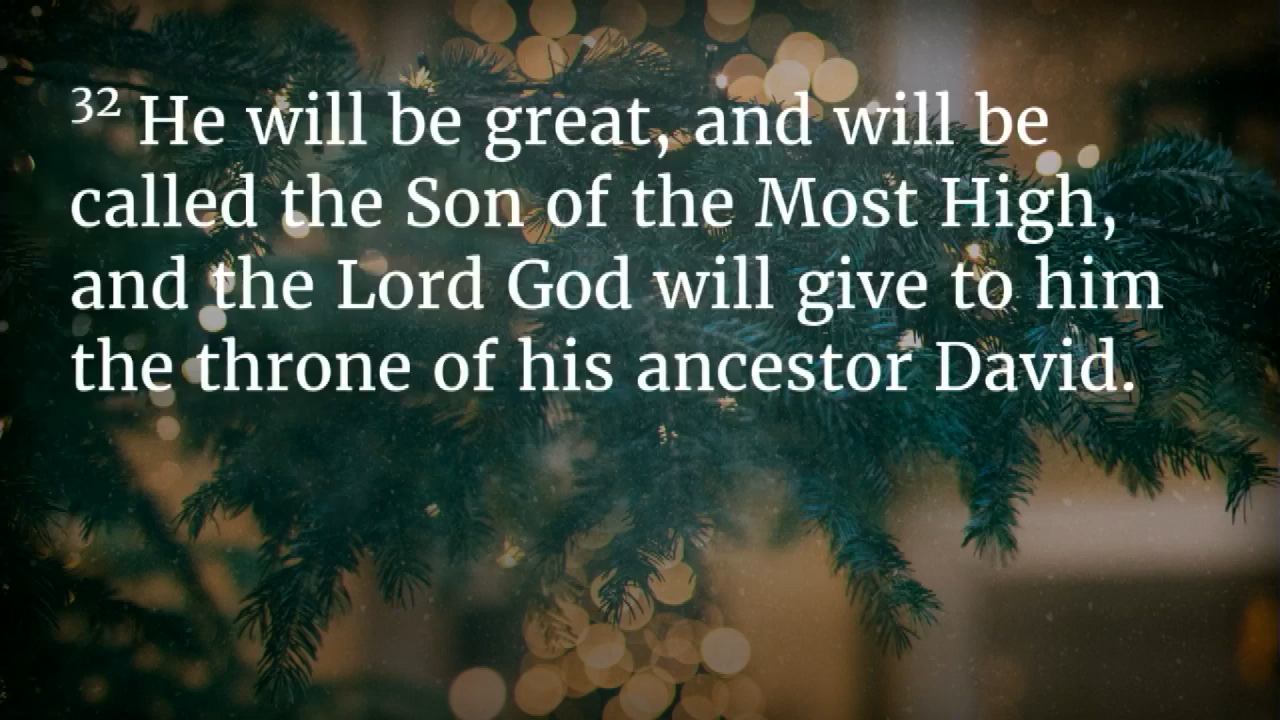 32 He will be great, and will be
called the Son of the Most High,
and the Lord God will give to him
the throne of his ancestor David.